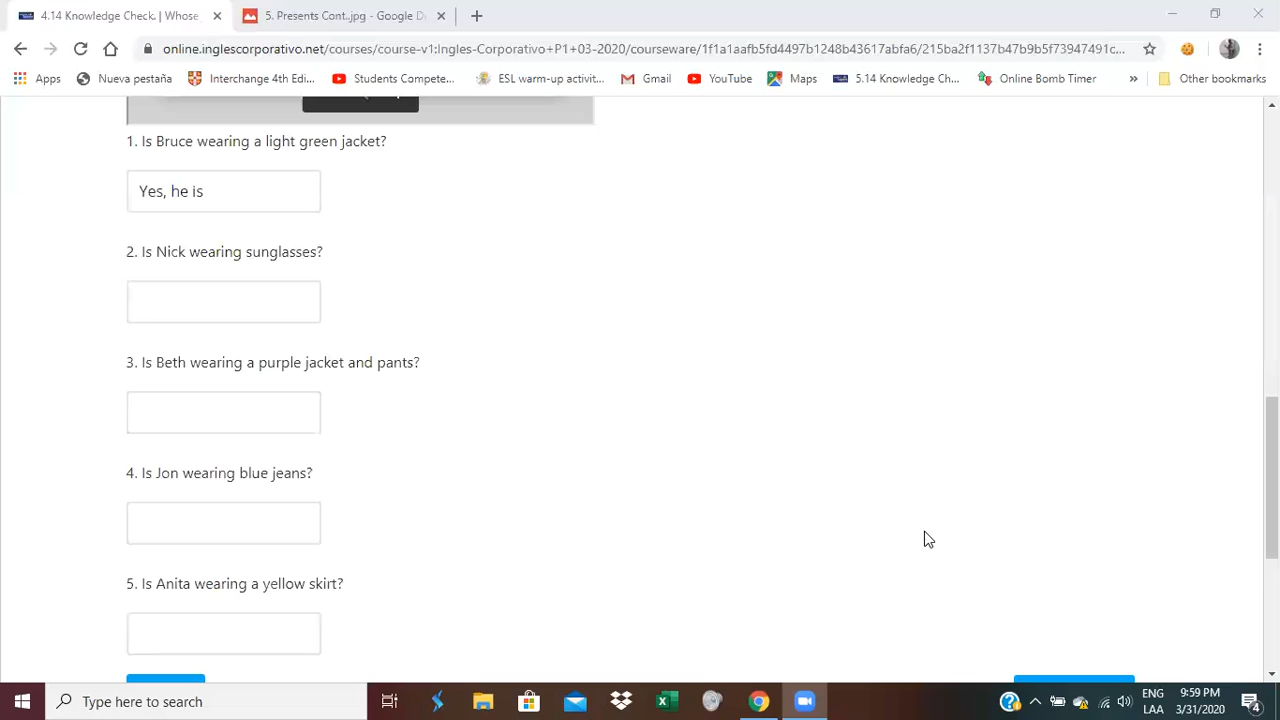 4.14 Knowledge Check. | Whose
5. Presents Cont..jpg - Google D
online.inglescorporativo.net/courses/course-v1:Ingles-Corporativo+P1+03-2020/courseware/1f1a1aafb5fd4497b1248b43617abfa6/215ba2f1137b47b9b5f73947491c...
Apps Nueva pestaña Interchange 4th Edi... Students Compete... ESL warm-up activit... Gmail YouTube Maps 5.14 Knowledge Ch... Online Bomb Timer » Other bookmarks
1. Is Bruce wearing a light green jacket?
Yes, he is
2. Is Nick wearing sunglasses?
3. Is Beth wearing a purple jacket and pants?
4. Is Jon wearing blue jeans?
5. Is Anita wearing a yellow skirt?
Type here to search
ENG 9:59 PM
LAA 3/31/2020
4